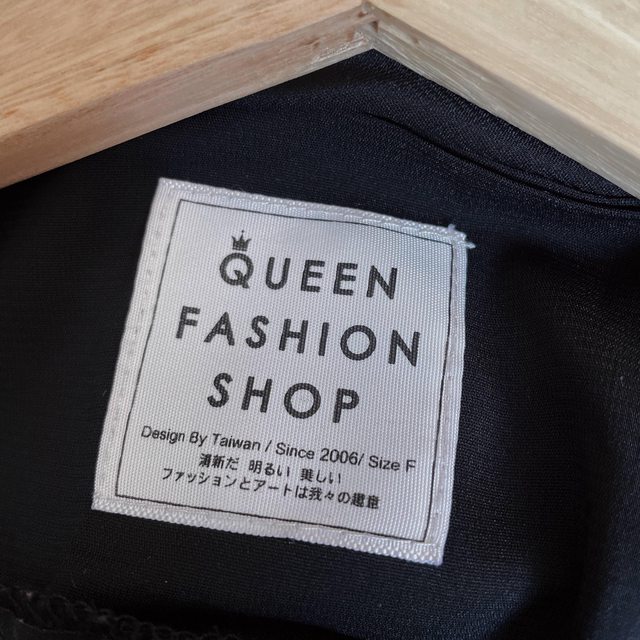 QUEEN
FASHION
SHOP
Design By Taiwan / Since 2006/ Size F
清新だ 明るい 美しい
ファッションとアートは我々の趣意